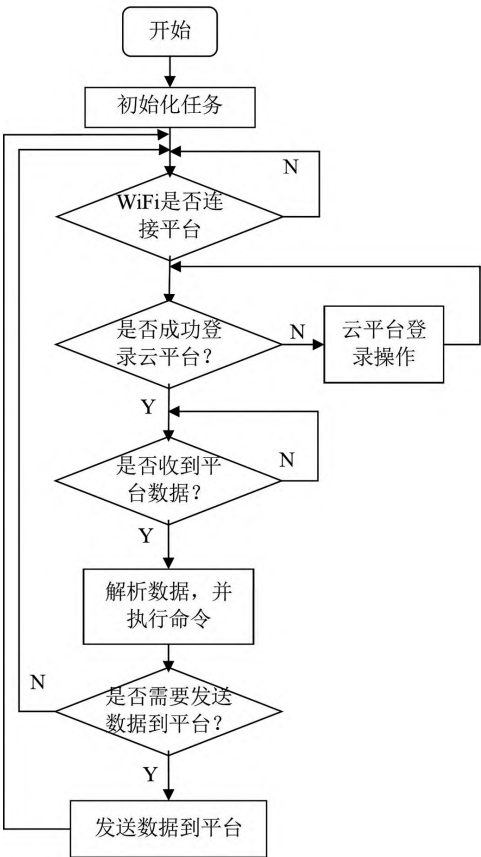 开始
初始化任务
N
WiFi是否连
接平台
是否成功登
录云平台？
N
云平台登
录操作
Y
是否收到平
台数据？
N
Y
解析数据，并
执行命令
N
是否需要发送
数据到平台？
Y
发送数据到平台